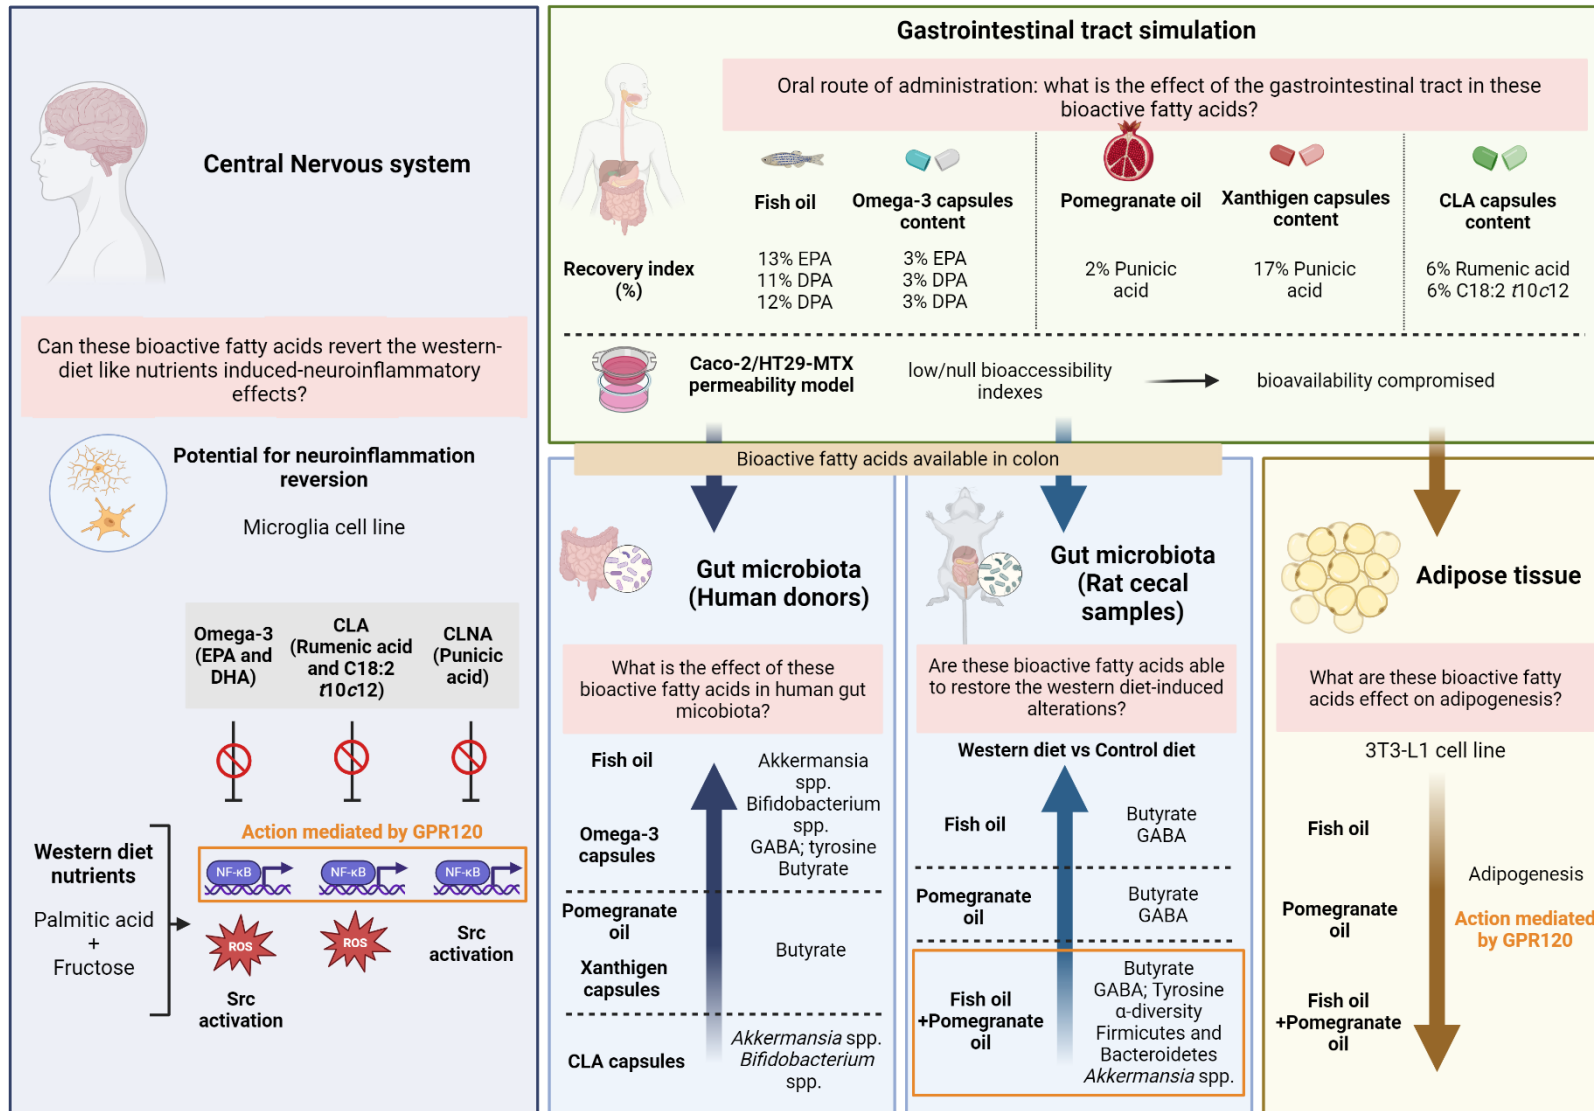 Central Nervous system
Can these bioactive fatty acids revert the western-
diet like nutrients induced-neuroinflammatory
effects?
Potential for neuroinflammation
reversion
Microglia cell line
Omega-3
(EPA and
DHA)
CLA
(Rumenic acid
and C18:2
t10c12)
CLNA
(Punicic
acid)
Action mediated by GPR120
Western diet
nutrients
Palmitic acid
+
Fructose
NF-κB
NF-κB
NF-κB
ROS
ROS
Src
activation
Src
activation
Gastrointestinal tract simulation
Oral route of administration: what is the effect of the gastrointestinal tract in these
bioactive fatty acids?
Fish oil
Omega-3 capsules
content
Pomegranate oil
Xanthigen capsules
content
CLA capsules
content
Recovery index
(%)
13% EPA
11% DPA
12% DPA
3% EPA
3% DPA
3% DPA
2% Punicic
acid
17% Punicic
acid
6% Rumenic acid
6% C18:2 t10c12
Caco-2/HT29-MTX
permeability model
low/null bioaccessibility
indexes
bioavailability compromised
Bioactive fatty acids available in colon
Gut microbiota
(Human donors)
What is the effect of these
bioactive fatty acids in human gut
micobiota?
Fish oil
Omega-3
capsules
Akkermansia
spp.
Bifidobacterium
spp.
GABA; tyrosine
Butyrate
Pomegranate
oil
Xanthigen
capsules
Butyrate
CLA capsules
Akkermansia spp.
Bifidobacterium
spp.
Gut microbiota
(Rat cecal
samples)
Are these bioactive fatty acids able
to restore the western diet-induced
alterations?
Western diet vs Control diet
Fish oil
Butyrate
GABA
Pomegranate
oil
Butyrate
GABA
Fish oil
+Pomegranate
oil
Butyrate
GABA; Tyrosine
α-diversity
Firmicutes and
Bacteroidetes
Akkermansia spp.
Adipose tissue
What are these bioactive fatty
acids effect on adipogenesis?
3T3-L1 cell line
Fish oil
Pomegranate
oil
Fish oil
+Pomegranate
oil
Adipogenesis
Action mediated
by GPR120